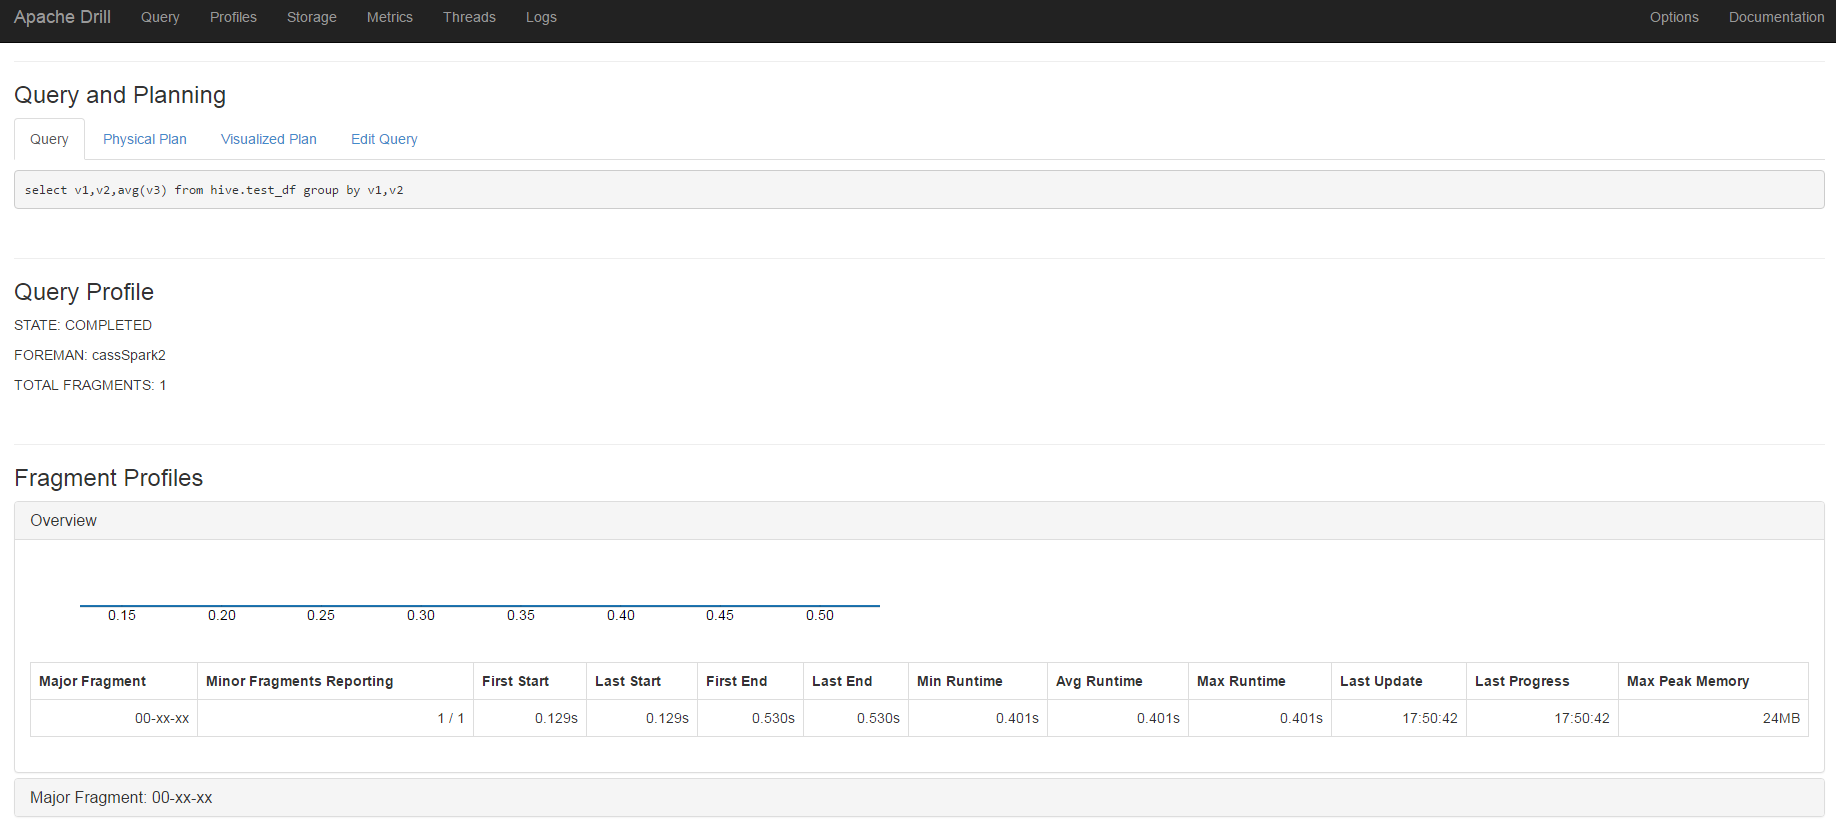 Apache Drill Query Profiles Storage Metrics Threads Logs Options Documentation
Query and Planning
Query Physical Plan Visualized Plan Edit Query
select v1,v2,avg(v3) from hive.test_df group by v1,v2
Query Profile
STATE: COMPLETED
FOREMAN: cassSpark2
TOTAL FRAGMENTS: 1
Fragment Profiles
Overview
0.15 0.20 0.25 0.30 0.35 0.40 0.45 0.50
Major Fragment Minor Fragments Reporting First Start Last Start First End Last End Min Runtime Avg Runtime Max Runtime Last Update Last Progress Max Peak Memory
00-xx-xx 1 / 1 0.129s 0.129s 0.530s 0.530s 0.401s 0.401s 0.401s 17:50:42 17:50:42 24MB
Major Fragment: 00-xx-xx